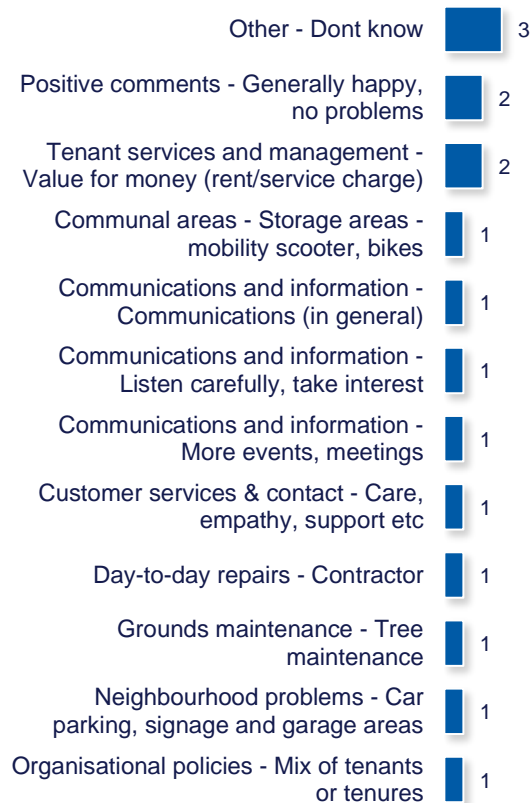 Other - Dont know
3
Positive comments - Generally happy,
no problems
2
Tenant services and management -
Value for money (rent/service charge)
2
Communal areas - Storage areas -
mobility scooter, bikes
1
Communications and information -
Communications (in general)
1
Communications and information -
Listen carefully, take interest
1
Communications and information -
More events, meetings
1
Customer services & contact - Care,
empathy, support etc
1
Day-to-day repairs - Contractor
1
Grounds maintenance - Tree
maintenance
1
Neighbourhood problems - Car
parking, signage and garage areas
1
Organisational policies - Mix of tenants
or tenures
1